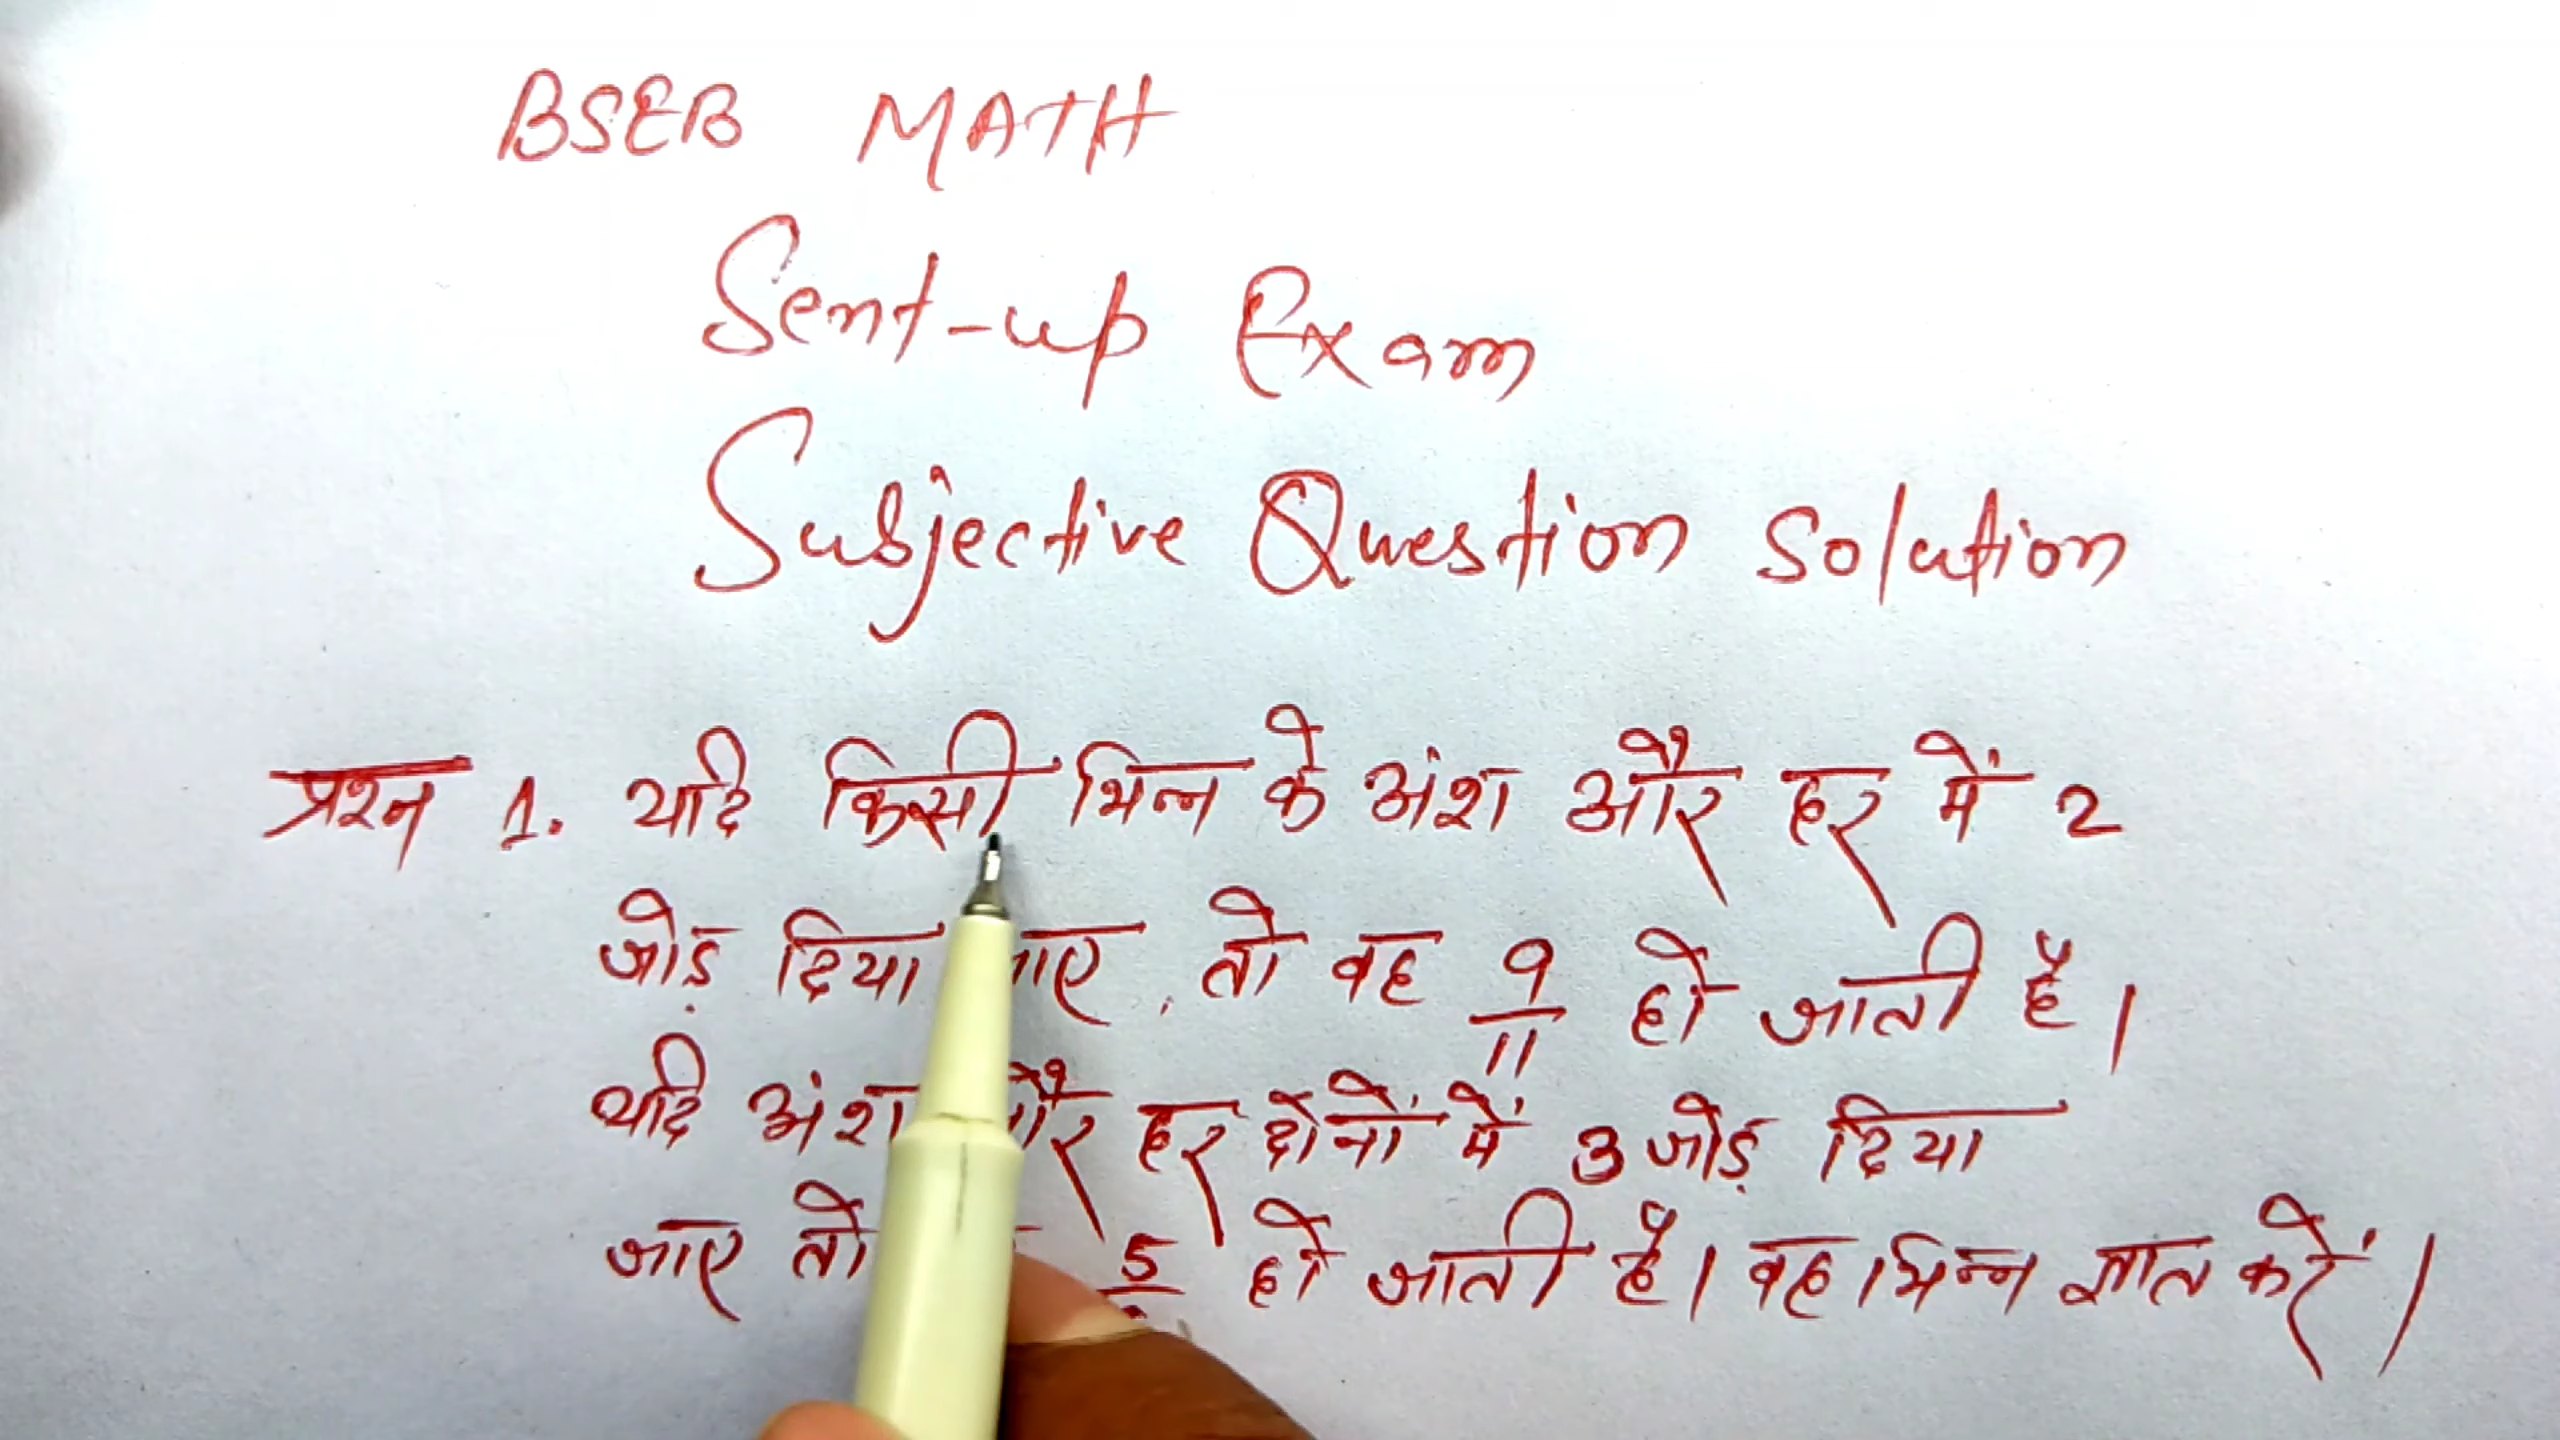 BSEB MATH
Sent-up Exam
Subjective Question Solution
प्रश्न 1. यदि किसी भिन्न के अंश और हर में 2
जोड़ दिया , तो वह 9/11 हो जाती है।
यदि अंश हर दोनों में 3 जोड़ दिया
जाए तो 5 हो जाती है। वह भिन्न ज्ञात करें।